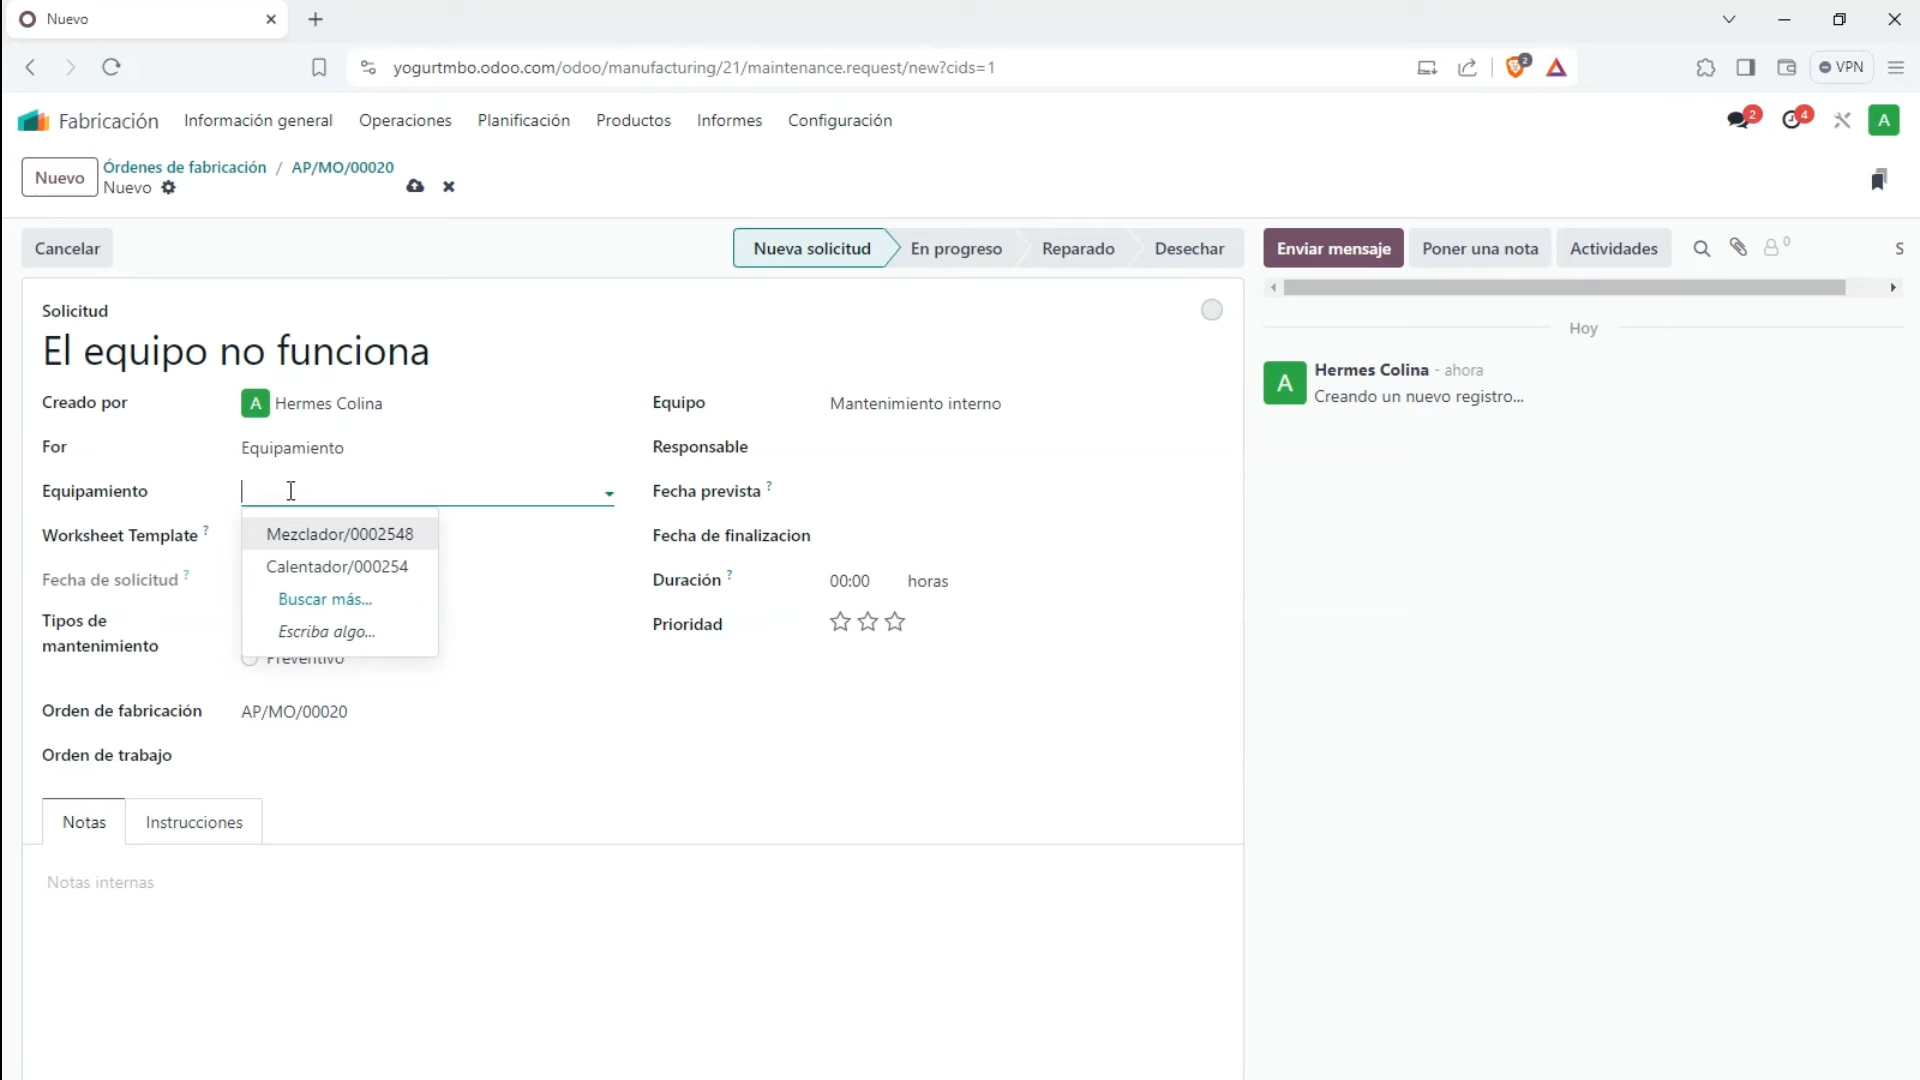 Nuevo
yogurtmbo.odoo.com/odoo/manufacturing/21/maintenance.request/new?cids=1
2
VPN
Fabricación Información general Operaciones Planificación Productos Informes Configuración
2 4 A
Nuevo Órdenes de fabricación / AP/MO/00020
Nuevo
Cancelar Nueva solicitud En progreso Reparado Desechar Enviar mensaje Poner una nota Actividades 0 S
Solicitud
El equipo no funciona
Hoy
Creado por A Hermes Colina Equipo Mantenimiento interno
A Hermes Colina - ahora
Creando un nuevo registro...
For Equipamiento Responsable
Equipamiento Fecha prevista ?
Worksheet Template ? Mezclador/0002548 Fecha de finalizacion
Calentador/000254
Fecha de solicitud ? Buscar más... Duración ? 00:00 horas
Tipos de mantenimiento Escriba algo... Prioridad
Preventivo
Orden de fabricación AP/MO/00020
Orden de trabajo
Notas Instrucciones
Notas internas